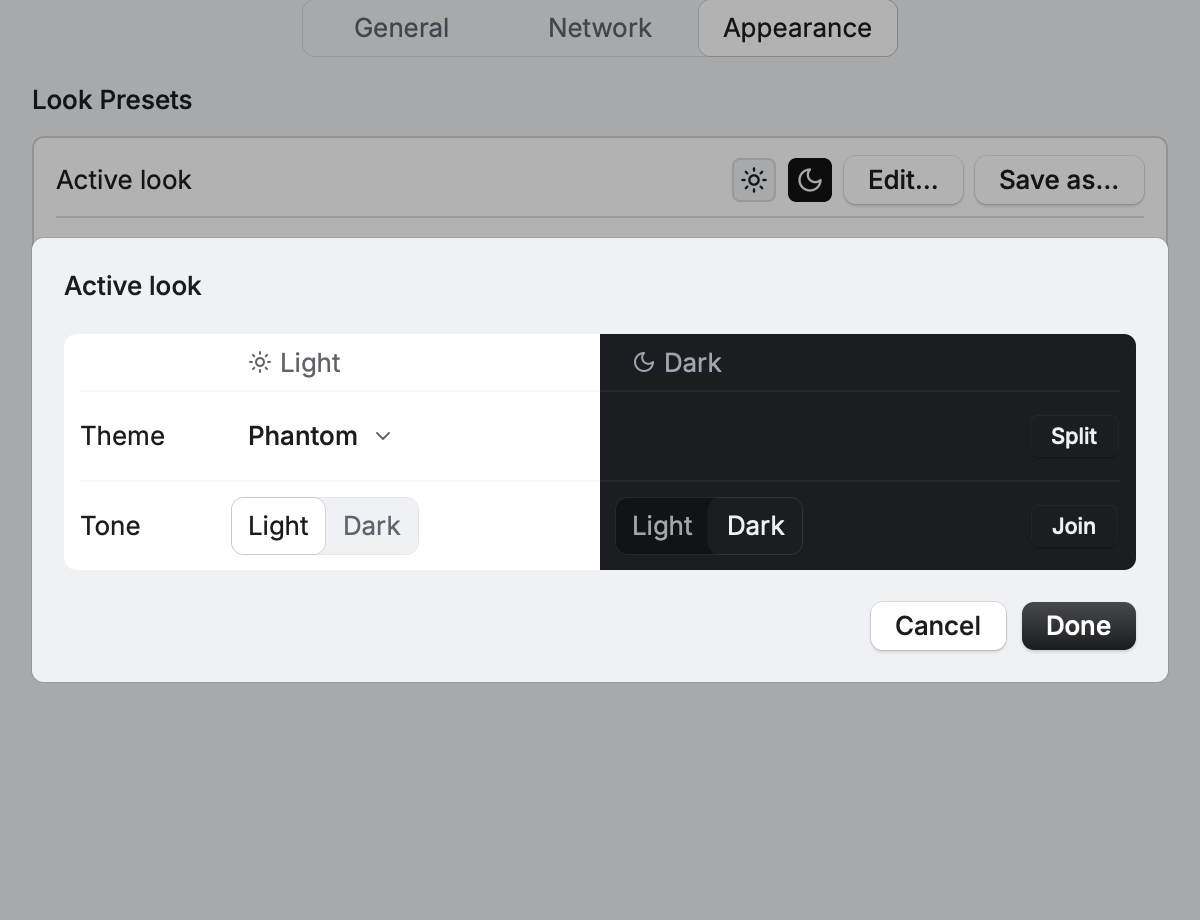 General Network Appearance
Look Presets
Active look Edit... Save as...
Active look
Light Dark
Theme Phantom Split
Tone Light Dark Light Dark Join
Cancel Done